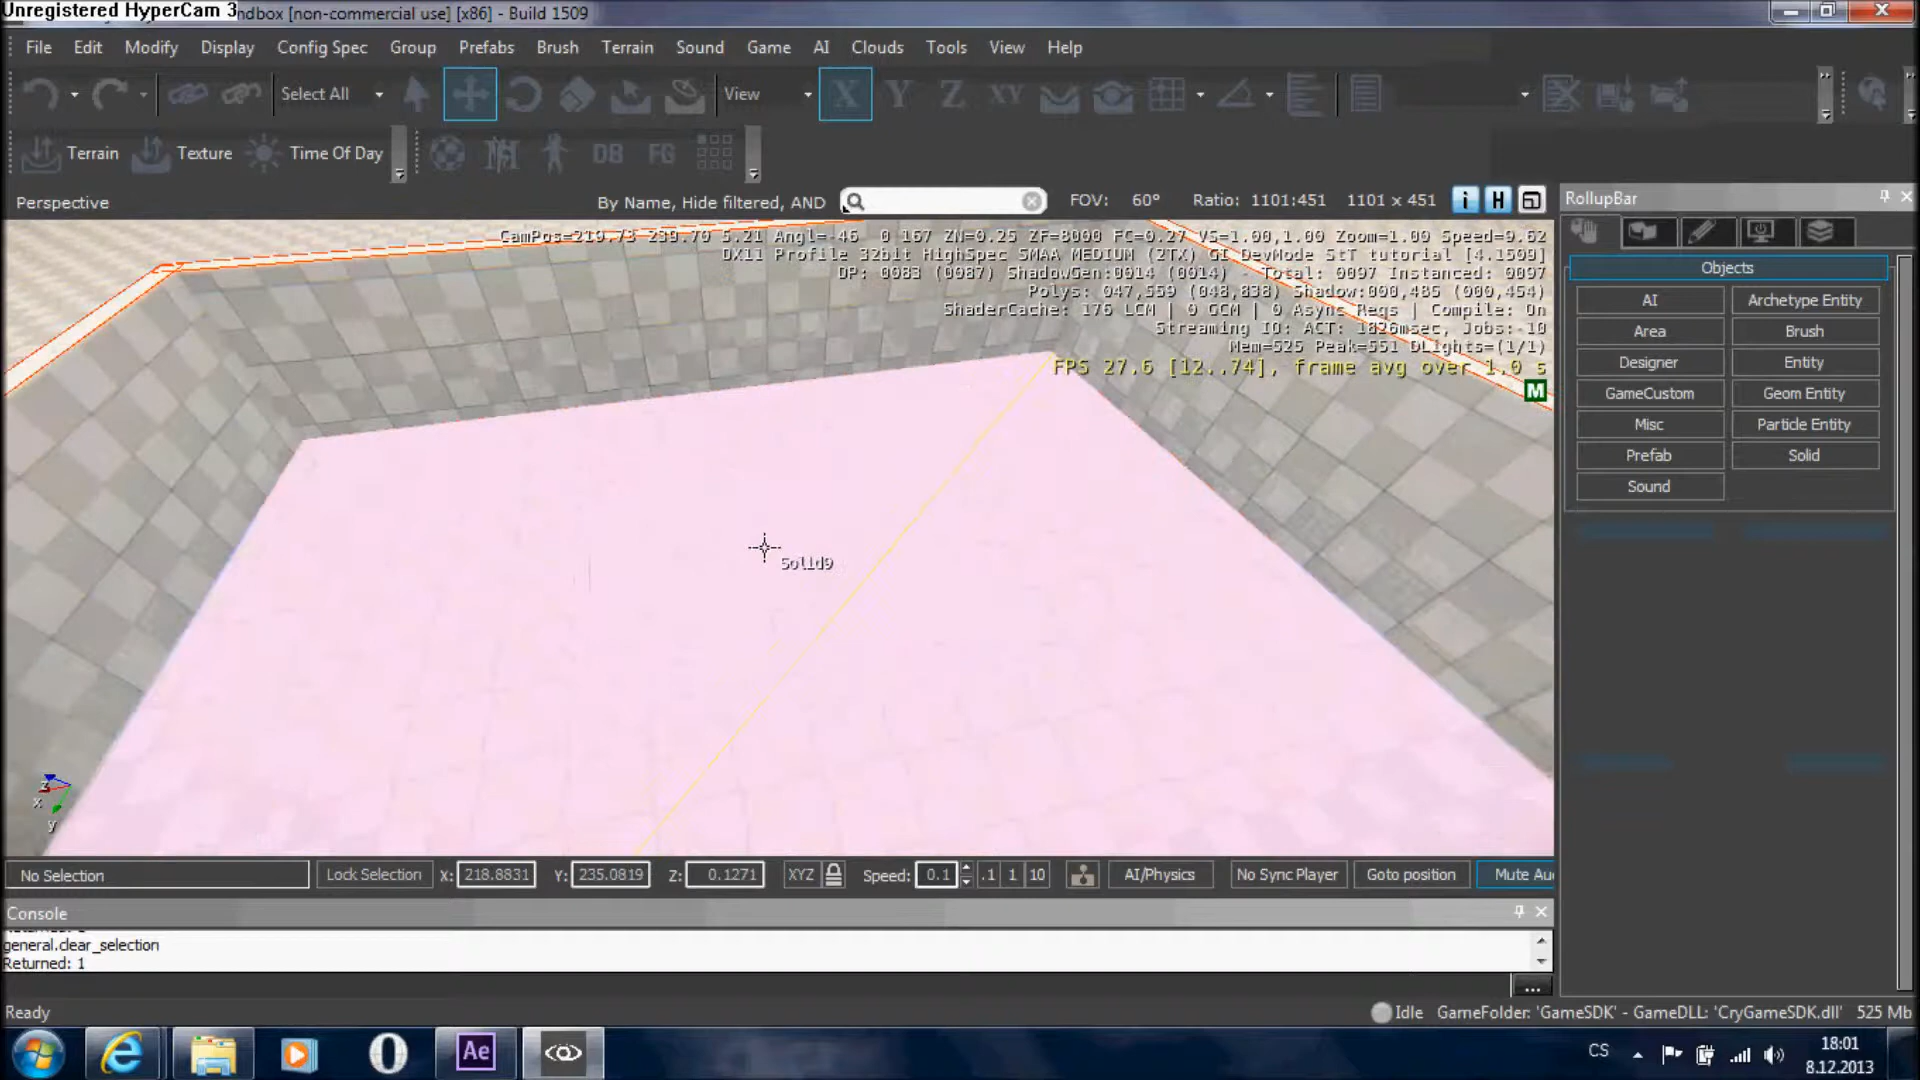 Unregistered HyperCam 3
ndbox [non-commercial use] [x86] - Build 1509
File Edit Modify Display Config Spec Group Prefabs Brush Terrain Sound Game AI Clouds Tools View Help
Select All View X Y Z XY
Terrain Texture Time Of Day DB FG
Perspective By Name, Hide filtered, AND FOV: 60° Ratio: 1101:451 1101 x 451 i H
RollupBar
CamPos=219.73 239.70 5.21 Angl=-46 0 167 ZN=0.25 ZF=8000 FC=0.27 VS=1.00,1.00 Zoom=1.00 Speed=9.62
DX11 Profile 32bit HighSpec SMAA MEDIUM (2TX) GI DevMode StT tutorial [4.1509]
DP: 0083 (0087) ShadowGen:0014 (0014) - Total: 0097 Instanced: 0097
Polys: 047,559 (048,838) Shadow:000,485 (000,454)
ShaderCache: 176 LCM | 0 GCM | 0 Async Reqs | Compile: On
Streaming IO: ACT: 1826msec, Jobs:-10
Mem=525 Peak=551 DLights=(1/1)
FPS 27.6 [12..74], frame avg over 1.0 s
M
Objects
AI Archetype Entity
Area Brush
Designer Entity
GameCustom Geom Entity
Misc Particle Entity
Prefab Solid
Sound
Solid9
z
x
y
No Selection Lock Selection X: 218.8831 Y: 235.0819 Z: 0.1271 XYZ Speed: 0.1 .1 1 10 AI/Physics No Sync Player Goto position Mute Au
Console
general.clear_selection
Returned: 1
...
Ready Idle GameFolder: 'GameSDK' - GameDLL: 'CryGameSDK.dll' 525 Mb
Ae CS 18:01
8.12.2013